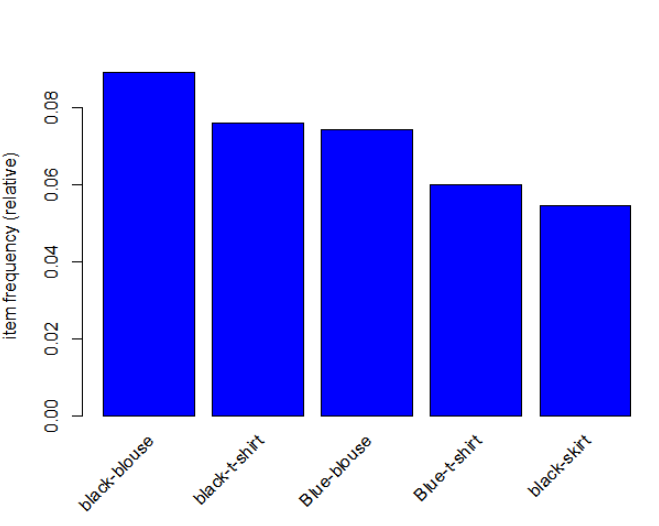 item frequency (relative)
0.08
0.06
0.04
0.02
0.00
black-blouse
black-t-shirt
Blue-blouse
Blue-t-shirt
black-skirt